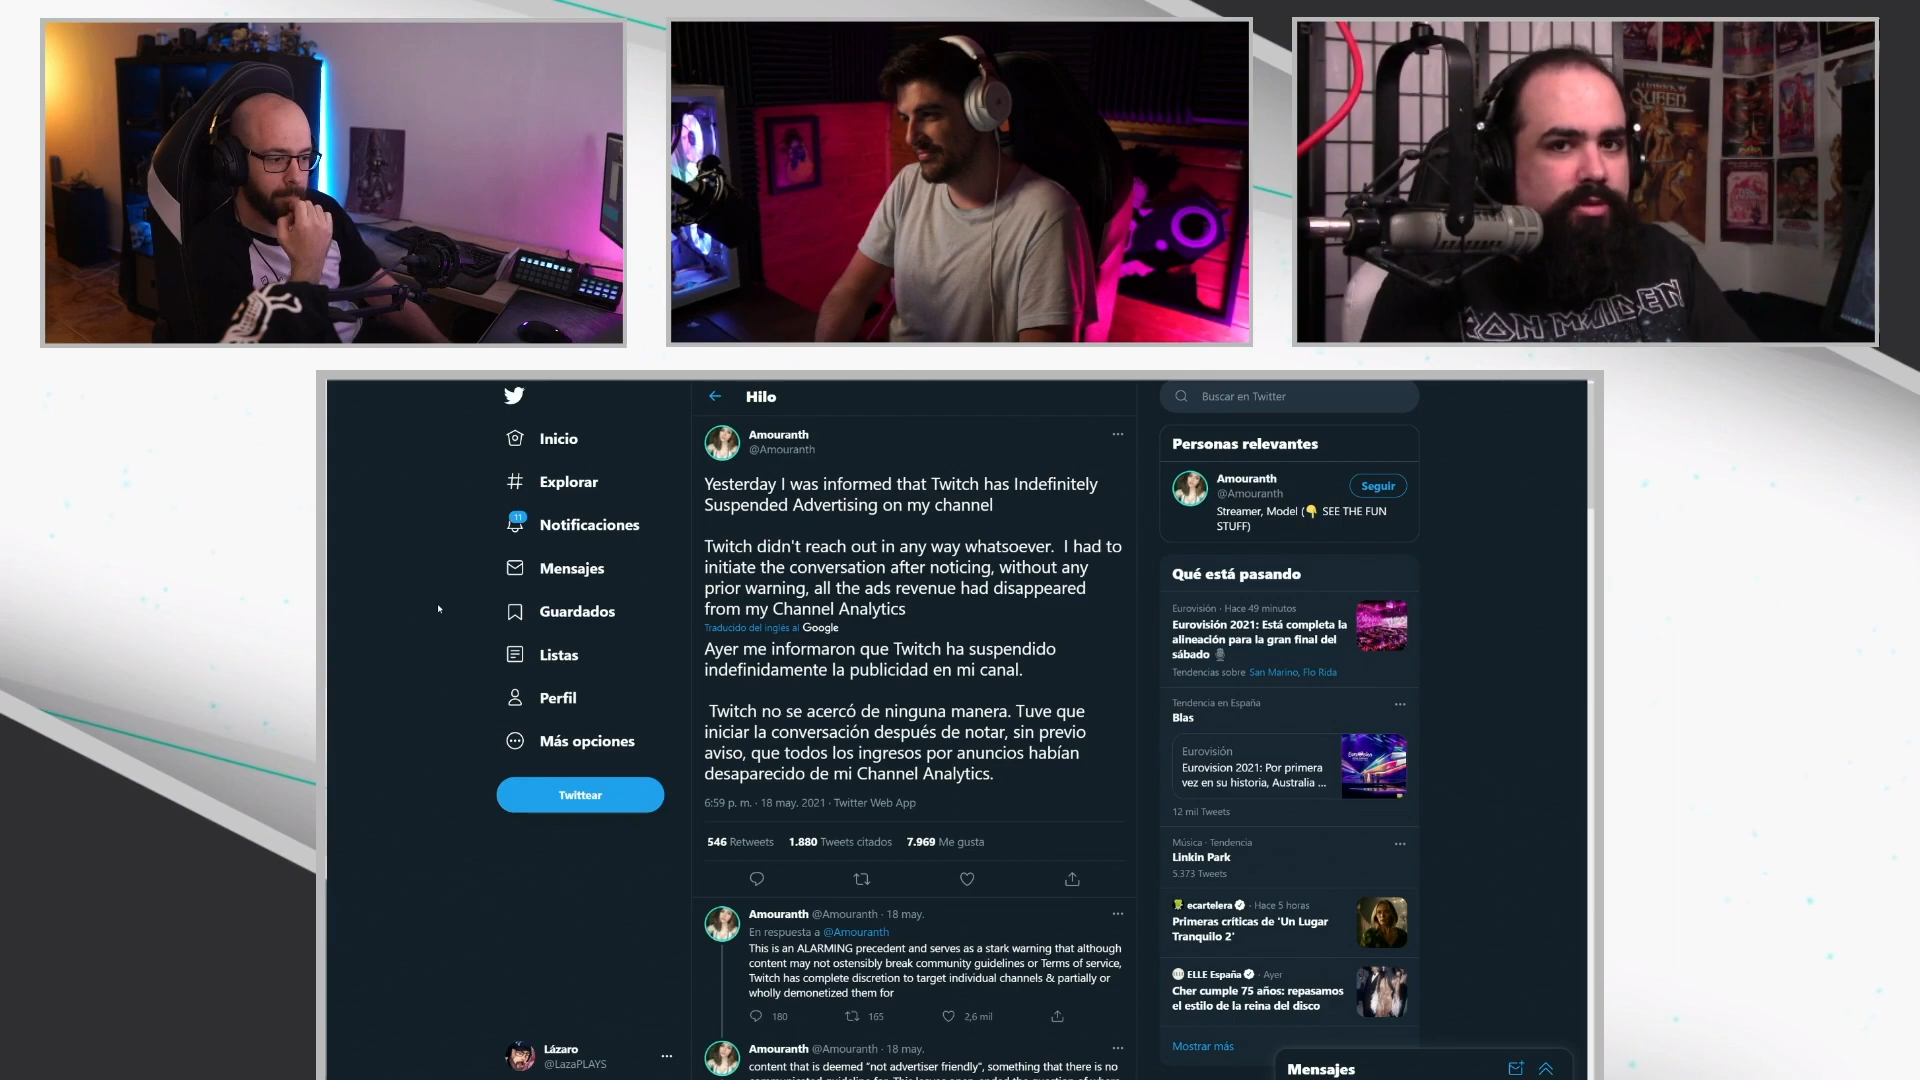 QUEEN
IRON MAIDEN
Inicio
Explorar
11
Notificaciones
Mensajes
Guardados
Listas
Perfil
Más opciones
Twittear
Lázaro
@LazaPLAYS
Hilo
Amouranth
@Amouranth
Yesterday I was informed that Twitch has Indefinitely
Suspended Advertising on my channel
Twitch didn't reach out in any way whatsoever.  I had to
initiate the conversation after noticing, without any
prior warning, all the ads revenue had disappeared
from my Channel Analytics
Traducido del inglés al Google
Ayer me informaron que Twitch ha suspendido
indefinidamente la publicidad en mi canal.
Twitch no se acercó de ninguna manera. Tuve que
iniciar la conversación después de notar, sin previo
aviso, que todos los ingresos por anuncios habían
desaparecido de mi Channel Analytics.
6:59 p. m. · 18 may. 2021 · Twitter Web App
546 Retweets 1.880 Tweets citados 7.969 Me gusta
Amouranth @Amouranth · 18 may.
En respuesta a @Amouranth
This is an ALARMING precedent and serves as a stark warning that although
content may not ostensibly break community guidelines or Terms of service,
Twitch has complete discretion to target individual channels & partially or
wholly demonetized them for
180 165 2,6 mil
Amouranth @Amouranth · 18 may.
content that is deemed "not advertiser friendly", something that there is no
Buscar en Twitter
Personas relevantes
Amouranth
@Amouranth
Seguir
Streamer, Model (👇 SEE THE FUN
STUFF)
Qué está pasando
Eurovisión · Hace 49 minutos
Eurovisión 2021: Está completa la
alineación para la gran final del
sábado 🎙️
Tendencias sobre San Marino, Flo Rida
Tendencia en España
Blas
Eurovisión
Eurovision 2021: Por primera
vez en su historia, Australia ...
12 mil Tweets
Música · Tendencia
Linkin Park
5.373 Tweets
ecartelera · Hace 5 horas
Primeras críticas de 'Un Lugar
Tranquilo 2'
ELLE España · Ayer
Cher cumple 75 años: repasamos
el estilo de la reina del disco
Mostrar más
Mensajes